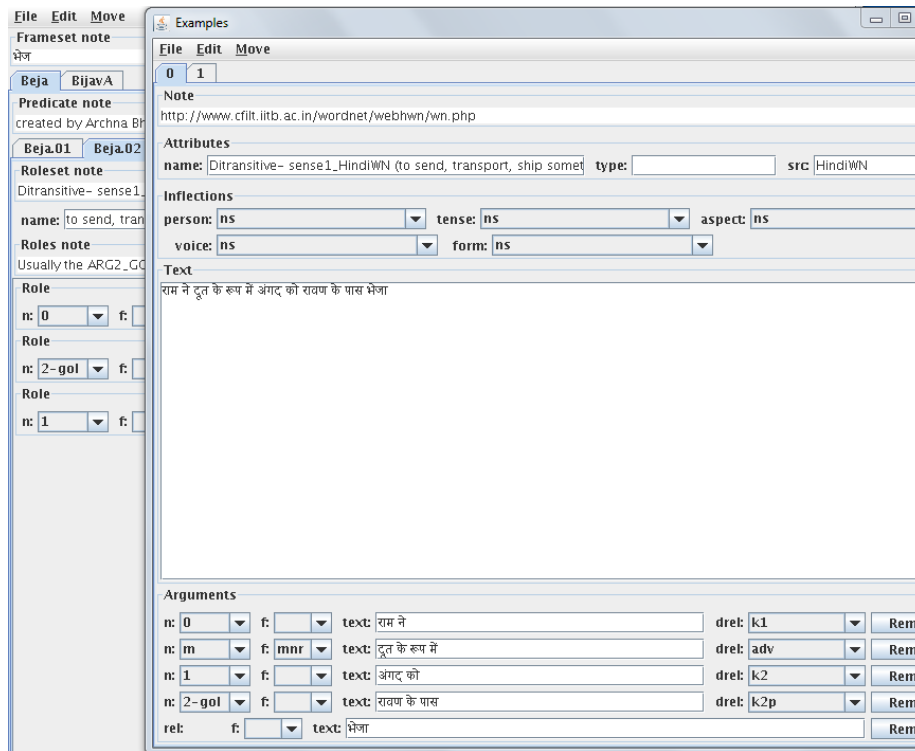 File Edit Move
Frameset note
भेज
Beja BijavA
Predicate note
created by Archna Bh
Beja.01 Beja.02
Roleset note
Ditransitive- sense1_
name: to send, tran
Roles note
Usually the ARG2_GO
Role
n: 0 f:
Role
n: 2-gol f:
Role
n: 1 f:
Examples
File Edit Move
0 1
Note
http://www.cfilt.iitb.ac.in/wordnet/webhwn/wn.php
Attributes
name: Ditransitive- sense1_HindiWN (to send, transport, ship somet type: src: HindiWN
Inflections
person: ns tense: ns aspect: ns
voice: ns form: ns
Text
राम ने दूत के रूप में अंगद को रावण के पास भेजा
Arguments
n: 0 f: text: राम ने drel: k1 Rem
n: m f: mnr text: दूत के रूप में drel: adv Rem
n: 1 f: text: अंगद को drel: k2 Rem
n: 2-gol f: text: रावण के पास drel: k2p Rem
rel: f: text: भेजा Rem